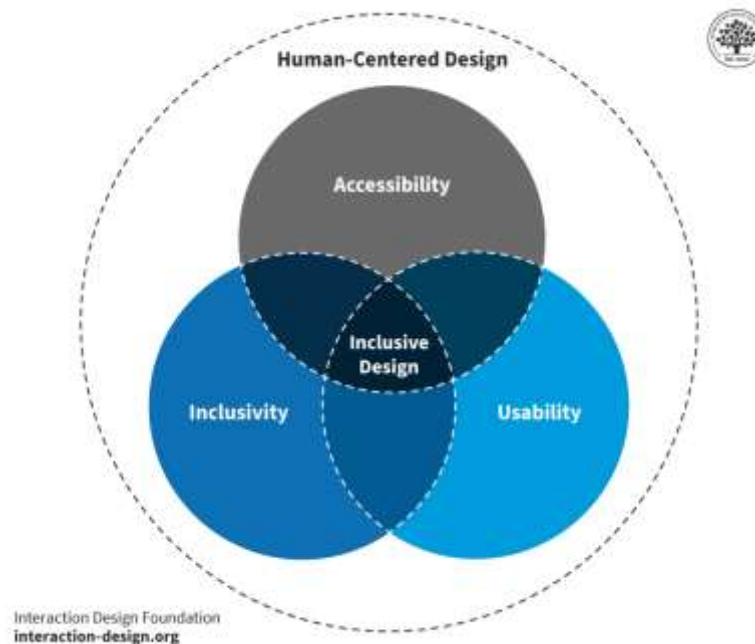 Human-Centered Design
Accessibility
Inclusive
Design
Inclusivity
Usability
Interaction Design Foundation
interaction-design.org